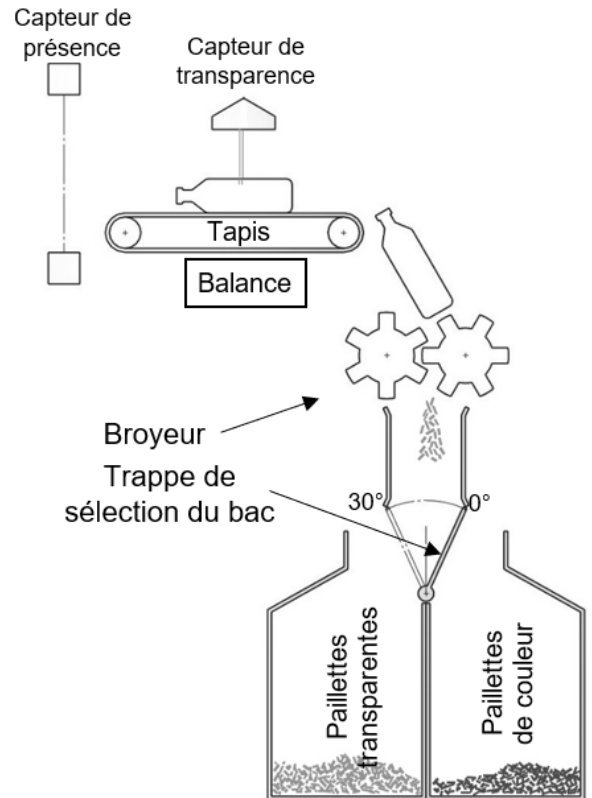 Capteur de
présence
Capteur de
transparence
Tapis
Balance
Broyeur
Trappe de
sélection du bac
30°
0°
Paillettes
transparentes
Paillettes
de couleur